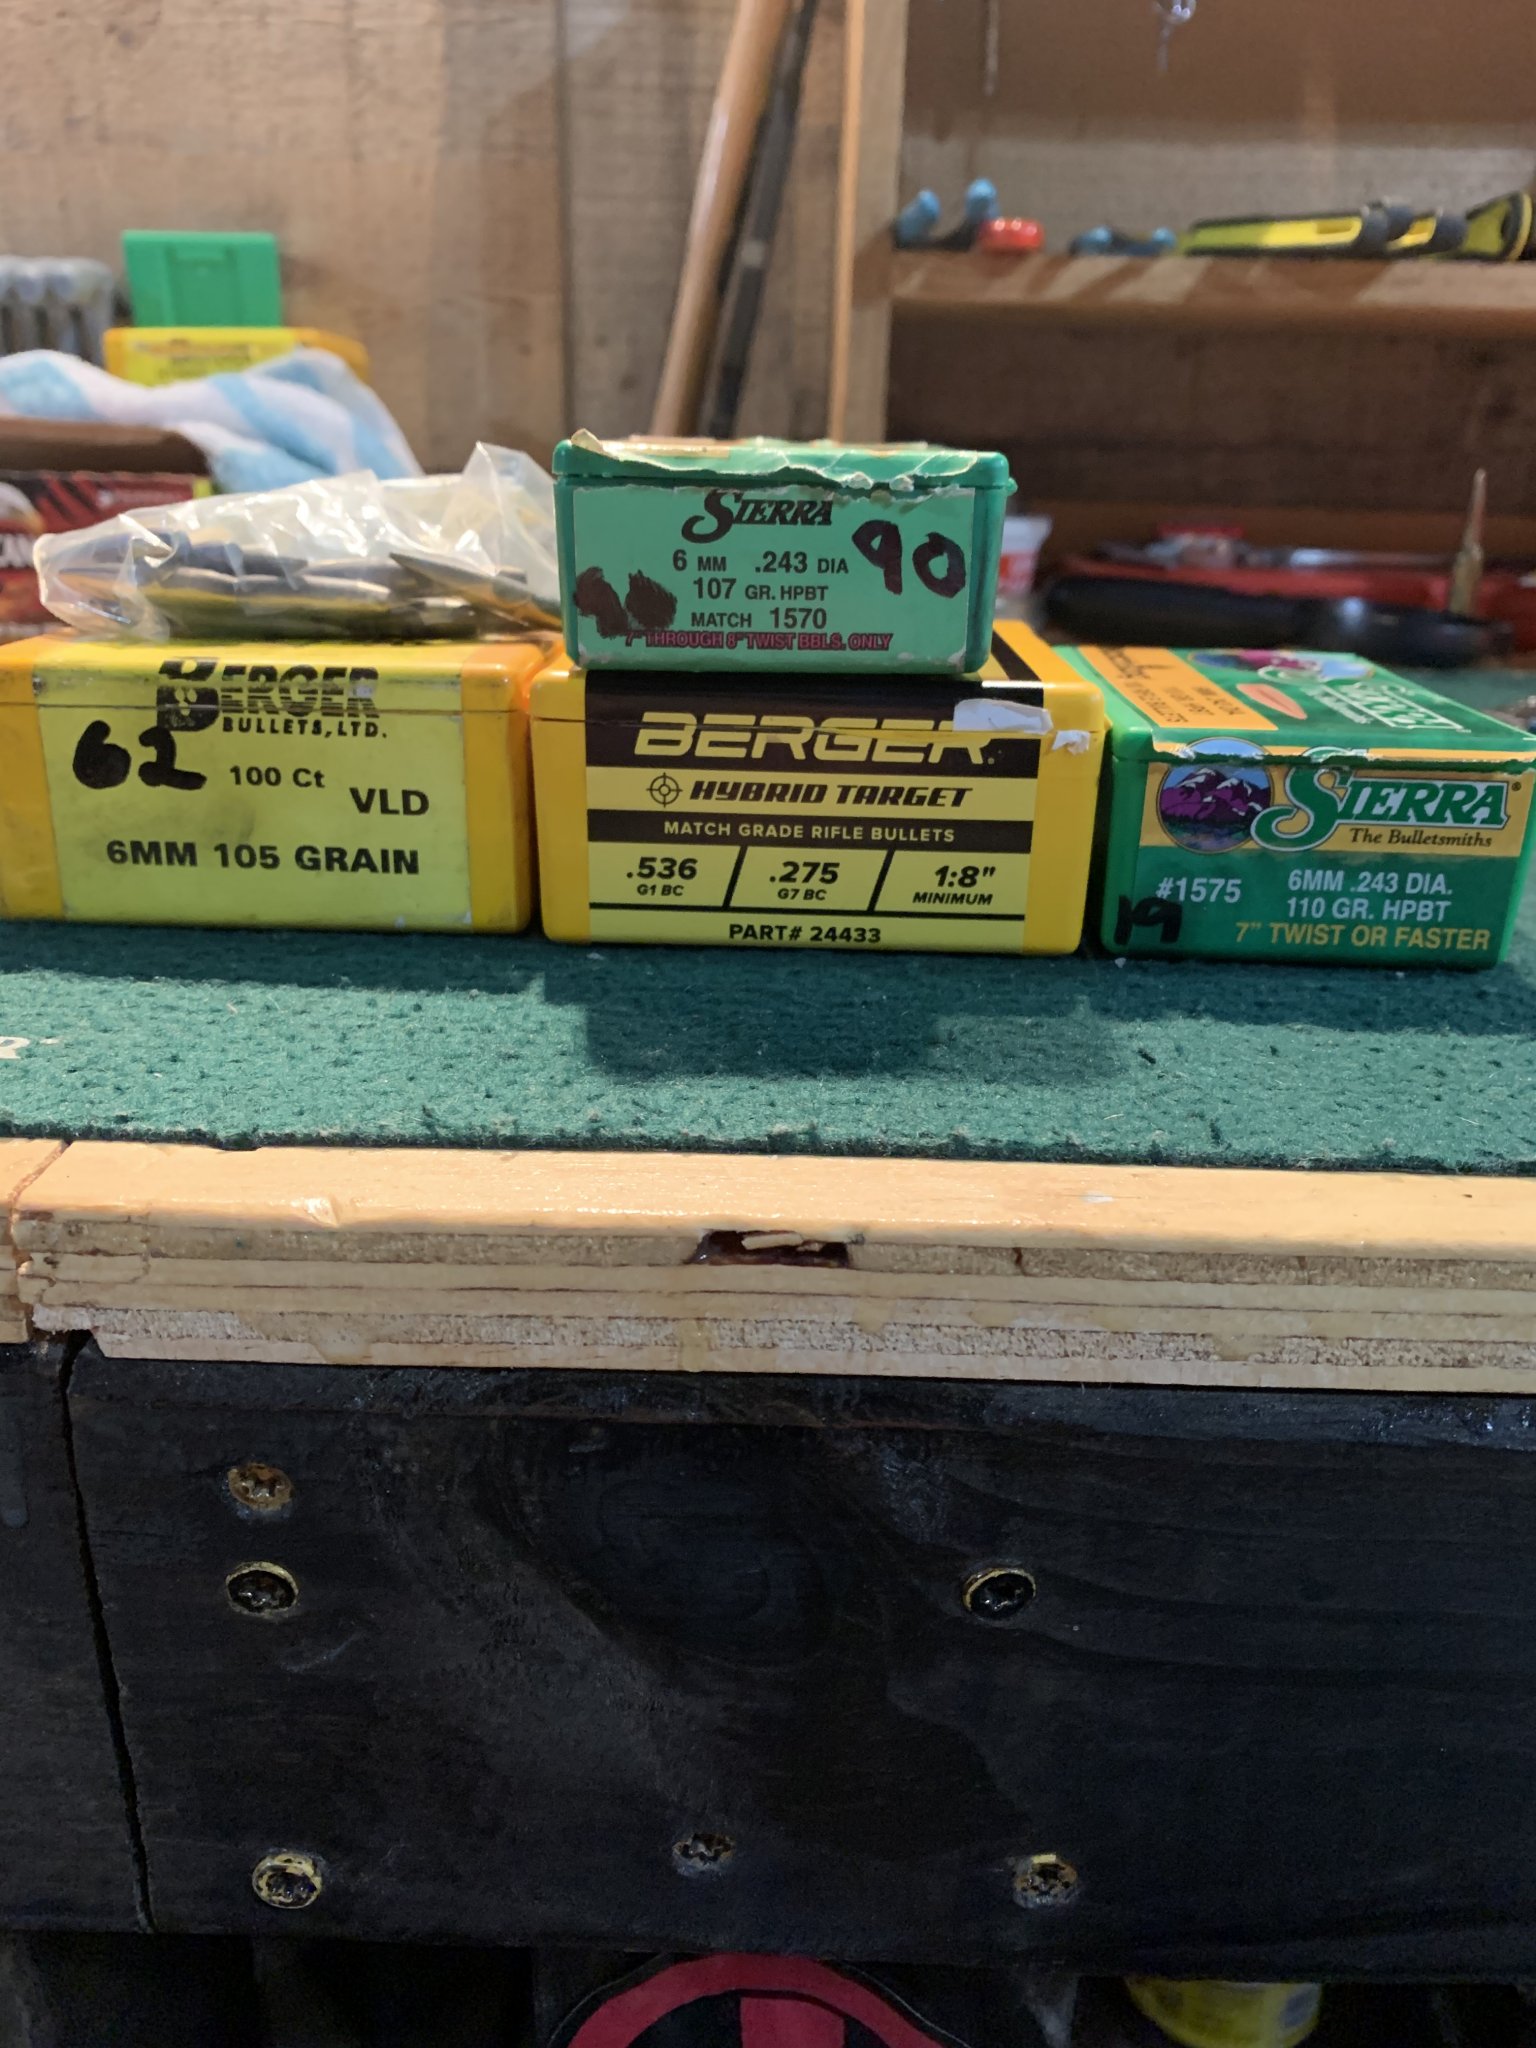 SIERRA
90
6 MM .243 DIA
107 GR. HPBT
MATCH 1570
7" THROUGH 8" TWIST BBLS. ONLY
BERGER
BULLETS, LTD.
62
100 Ct
VLD
6MM 105 GRAIN
BERGER
HYBRID TARGET
MATCH GRADE RIFLE BULLETS
.536
G1 BC
.275
G7 BC
1:8"
MINIMUM
PART# 24433
SIERRA®
The Bulletsmiths
#1575
6MM .243 DIA.
110 GR. HPBT
19
7" TWIST OR FASTER